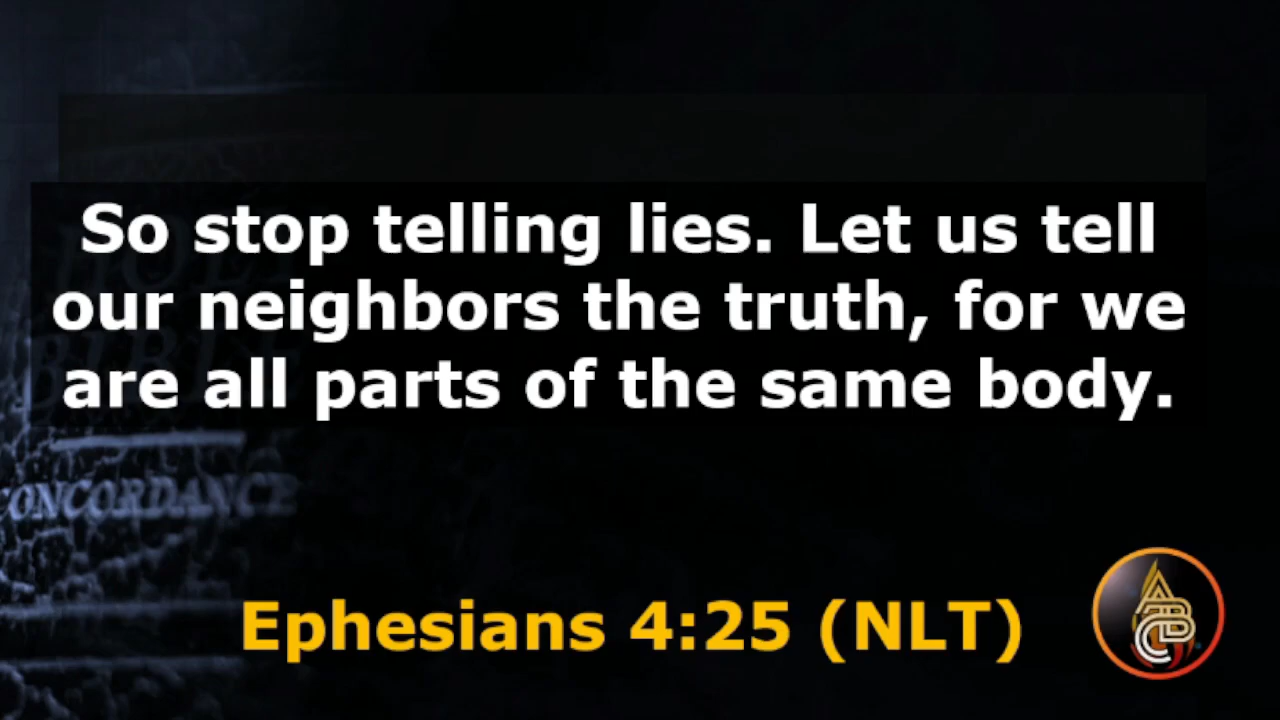 So stop telling lies. Let us tell
our neighbors the truth, for we
are all parts of the same body.
CONCORDANCE
Ephesians 4:25 (NLT)